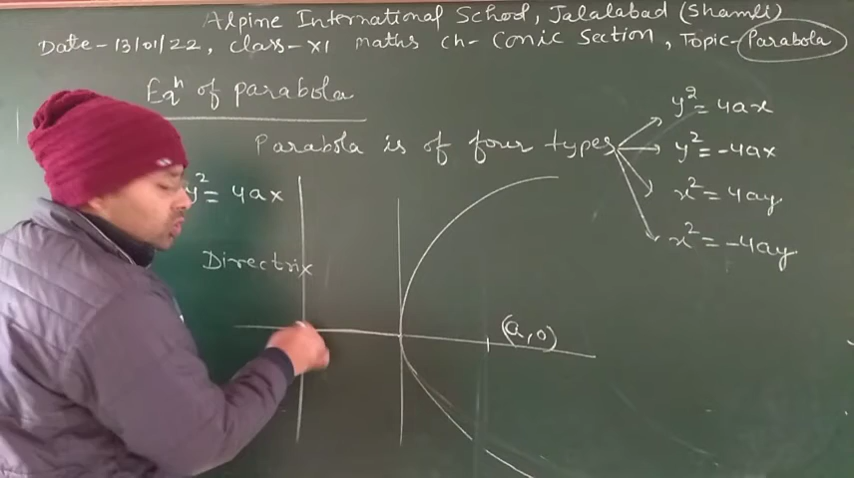 Alpine International School, Jalalabad (Shamli)
Date-13/01/22, class-XI maths ch- Conic Section, Topic-Parabola
Eqⁿ of parabola
Parabola is of four types
y²=4ax
y²=-4ax
x²=4ay
x²=-4ay
y²=4ax
Directrix
(a,0)